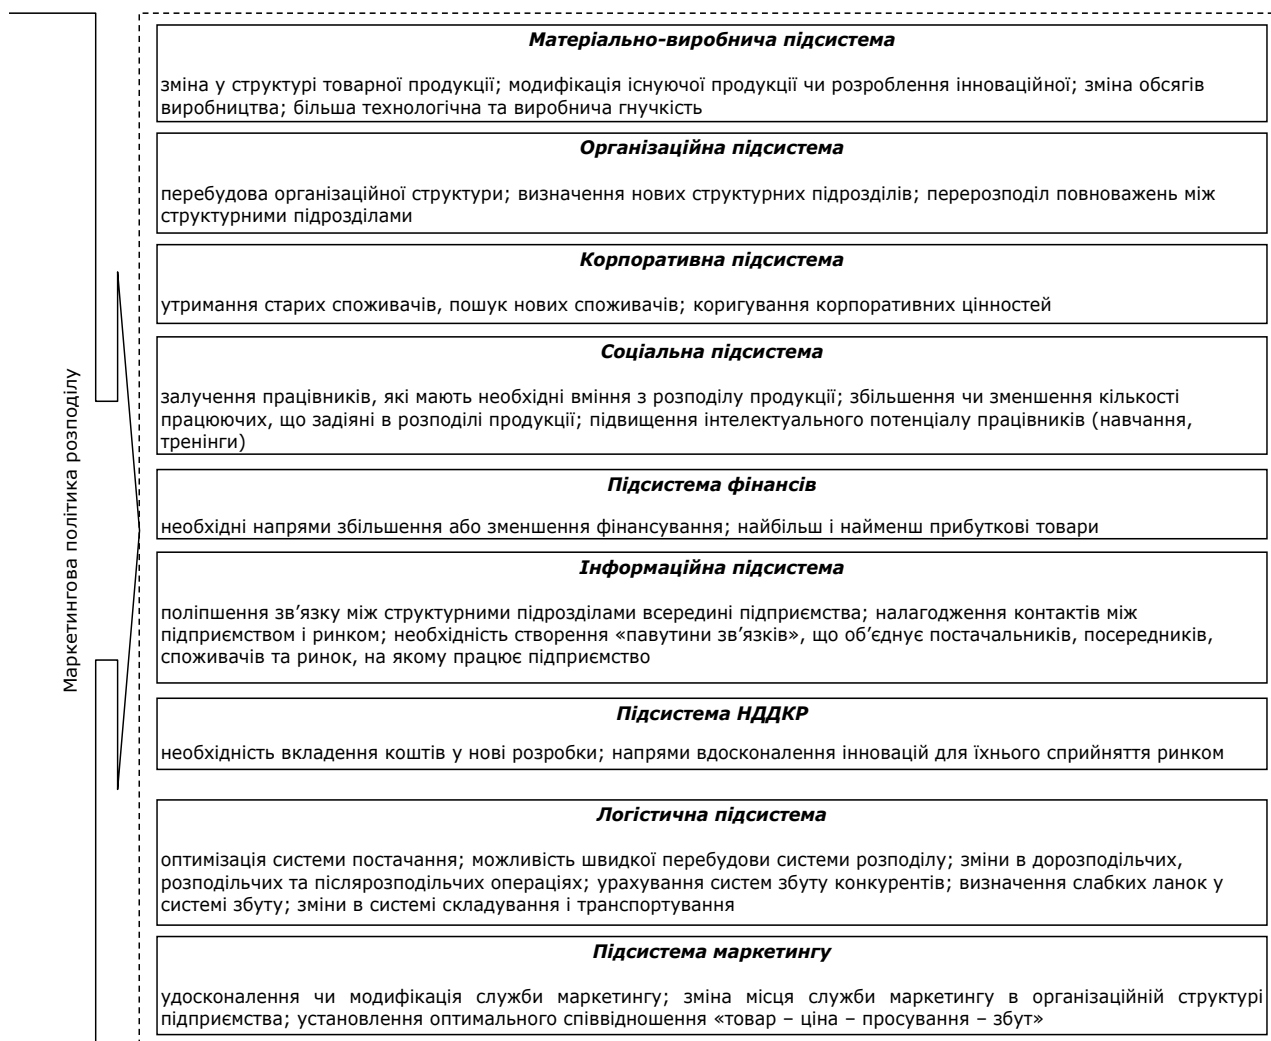 Маркетингова політика розподілу
Матеріально-виробнича підсистема
зміна у структурі товарної продукції; модифікація існуючої продукції чи розроблення інноваційної; зміна обсягів
виробництва; більша технологічна та виробнича гнучкість
Організаційна підсистема
перебудова організаційної структури; визначення нових структурних підрозділів; перерозподіл повноважень між
структурними підрозділами
Корпоративна підсистема
утримання старих споживачів, пошук нових споживачів; коригування корпоративних цінностей
Соціальна підсистема
залучення працівників, які мають необхідні вміння з розподілу продукції; збільшення чи зменшення кількості
працюючих, що задіяні в розподілі продукції; підвищення інтелектуального потенціалу працівників (навчання,
тренінги)
Підсистема фінансів
необхідні напрями збільшення або зменшення фінансування; найбільш і найменш прибуткові товари
Інформаційна підсистема
поліпшення зв’язку між структурними підрозділами всередині підприємства; налагодження контактів між
підприємством і ринком; необхідність створення «павутини зв’язків», що об’єднує постачальників, посередників,
споживачів та ринок, на якому працює підприємство
Підсистема НДДКР
необхідність вкладення коштів у нові розробки; напрями вдосконалення інновацій для їхнього сприйняття ринком
Логістична підсистема
оптимізація системи постачання; можливість швидкої перебудови системи розподілу; зміни в дорозподільчих,
розподільчих та післярозподільчих операціях; урахування систем збуту конкурентів; визначення слабких ланок у
системі збуту; зміни в системі складування і транспортування
Підсистема маркетингу
удосконалення чи модифікація служби маркетингу; зміна місця служби маркетингу в організаційній структурі
підприємства; установлення оптимального співвідношення «товар – ціна – просування – збут»